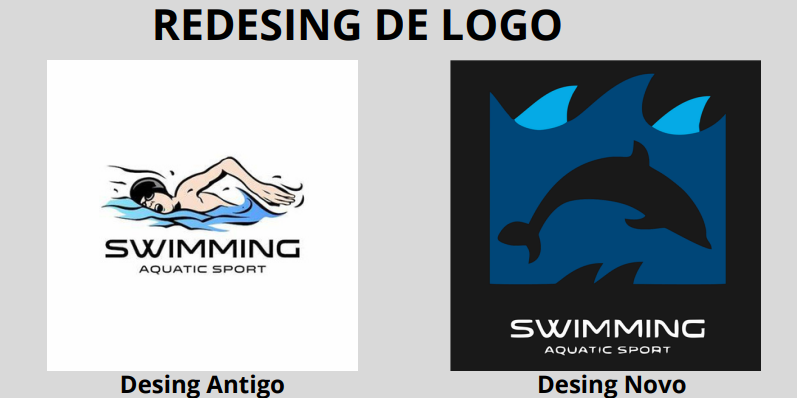 REDESING DE LOGO
SWIMMING
AQUATIC SPORT
SWIMMING
AQUATIC SPORT
Desing Antigo
Desing Novo